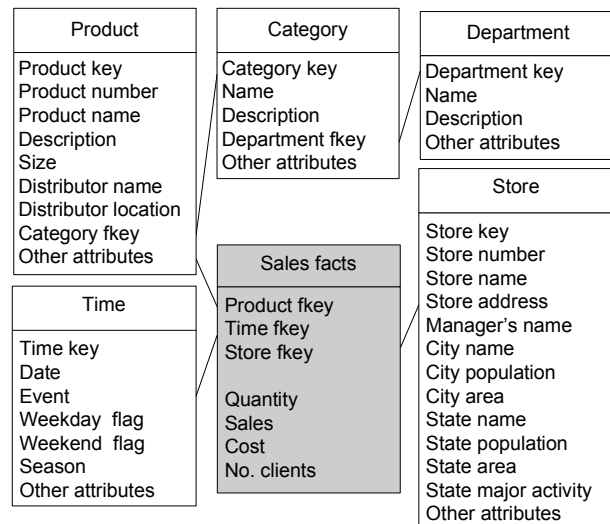 Product
Product key
Product number
Product name
Description
Size
Distributor name
Distributor location
Category fkey
Other attributes
Category
Category key
Name
Description
Department fkey
Other attributes
Department
Department key
Name
Description
Other attributes
Time
Time key
Date
Event
Weekday flag
Weekend flag
Season
Other attributes
Sales facts
Product fkey
Time fkey
Store fkey
Quantity
Sales
Cost
No. clients
Store
Store key
Store number
Store name
Store address
Manager's name
City name
City population
City area
State name
State population
State area
State major activity
Other attributes